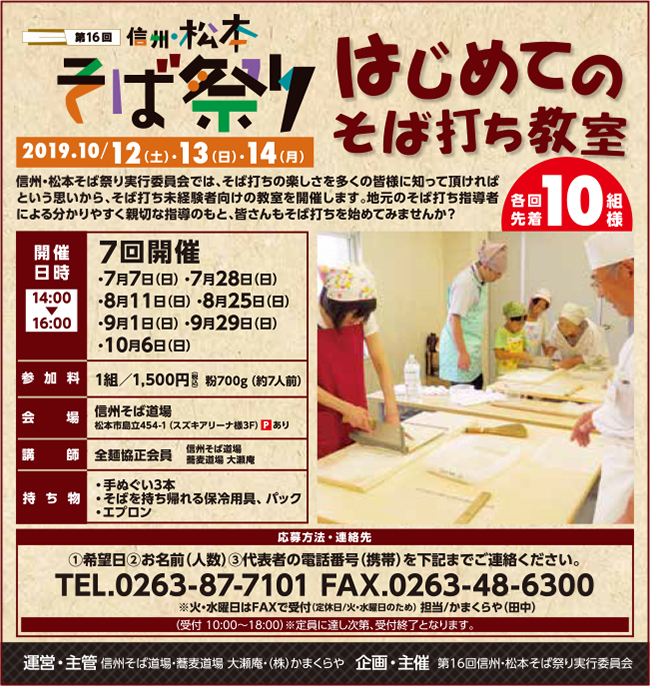 第16回
信州・松本
そば祭り
2019.10/12(土)・13(日)・14(月)
はじめての
そば打ち教室
信州・松本そば祭り実行委員会では、そば打ちの楽しさを多くの皆様に知って頂ければ
という思いから、そば打ち未経験者向けの教室を開催します。地元のそば打ち指導者
による分かりやすく親切な指導のもと、皆さんもそば打ちを始めてみませんか?
各回
先着
10
組
様
開催
日時
14:00
▼
16:00
7回開催
・7月7日(日)・7月28日(日)
・8月11日(日)・8月25日(日)
・9月1日(日)・9月29日(日)
・10月6日(日)
参加料
1組/1,500円税込 粉700g(約7人前)
会場
信州そば道場
松本市島立454-1(スズキアリーナ様3F)Pあり
講師
全麺協正会員
信州そば道場
蕎麦道場 大瀬庵
持ち物
・手ぬぐい3本
・そばを持ち帰れる保冷用具、パック
・エプロン
応募方法・連絡先
①希望日②お名前(人数)③代表者の電話番号(携帯)を下記までご連絡ください。
TEL.0263-87-7101 FAX.0263-48-6300
※火・水曜日はFAXで受付(定休日/火・水曜日のため) 担当/かまくらや(田中)
(受付 10:00〜18:00)※定員に達し次第、受付終了となります。
運営・主管 信州そば道場・蕎麦道場 大瀬庵・(株)かまくらや 企画・主催 第16回信州・松本そば祭り実行委員会